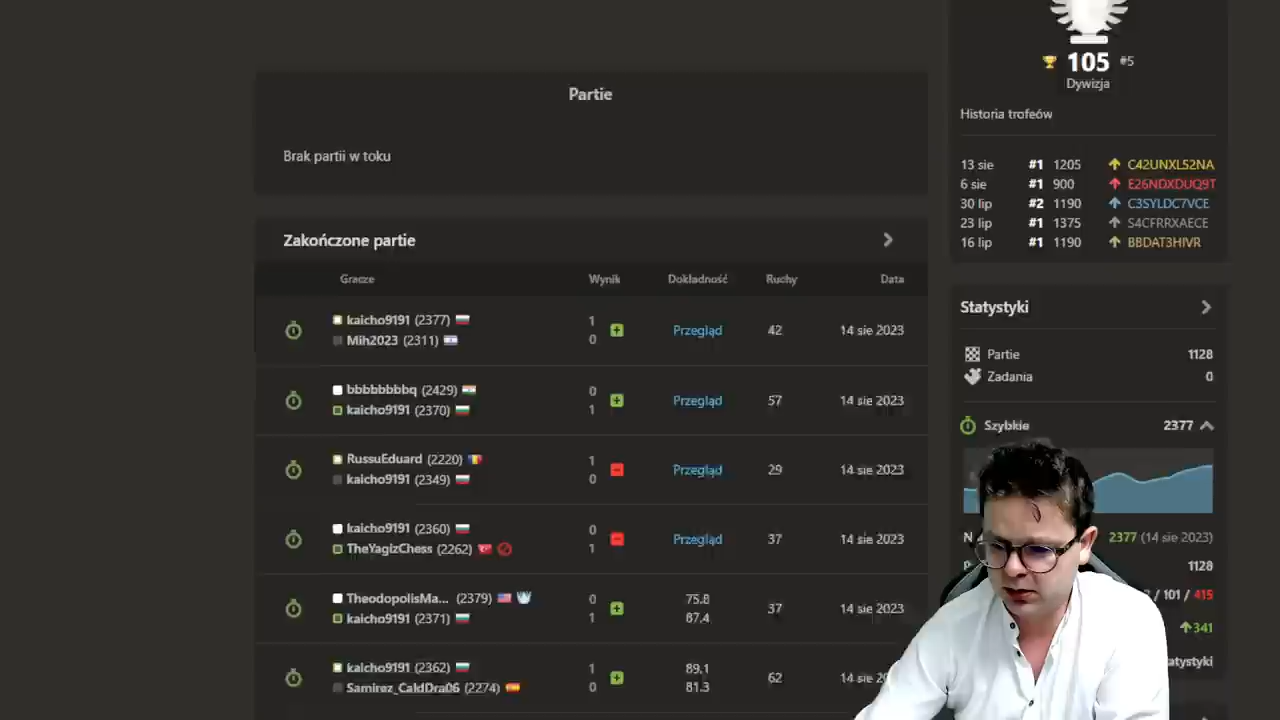 105 #5
Dywizja
Historia trofeów
13 sie #1 1205 C42UNXL52NA
6 sie #1 900 E26NDXDUQ9T
30 lip #2 1190 C3SYLDC7VCE
23 lip #1 1375 S4CFRRXAECE
16 lip #1 1190 BBDAT3HIVR
Partie
Brak partii w toku
Zakończone partie
Gracze Wynik Dokładność Ruchy Data
kaicho9191 (2377) 1
Mih2023 (2311) 0
Przegląd 42 14 sie 2023
bbbbbbbbq (2429) 0
kaicho9191 (2370) 1
Przegląd 57 14 sie 2023
RussuEduard (2220) 1
kaicho9191 (2349) 0
Przegląd 29 14 sie 2023
kaicho9191 (2360) 0
TheYagizChess (2262) 1
Przegląd 37 14 sie 2023
TheodopolisMa... (2379) 0 75.8
kaicho9191 (2371) 1 87.4
37 14 sie 2023
kaicho9191 (2362) 1 89.1
Samirez_CaldDra06 (2274) 0 81.3
62 14 sie
Statystyki
Partie 1128
Zadania 0
Szybkie 2377
2377 (14 sie 2023)
1128
/ 101 / 415
341